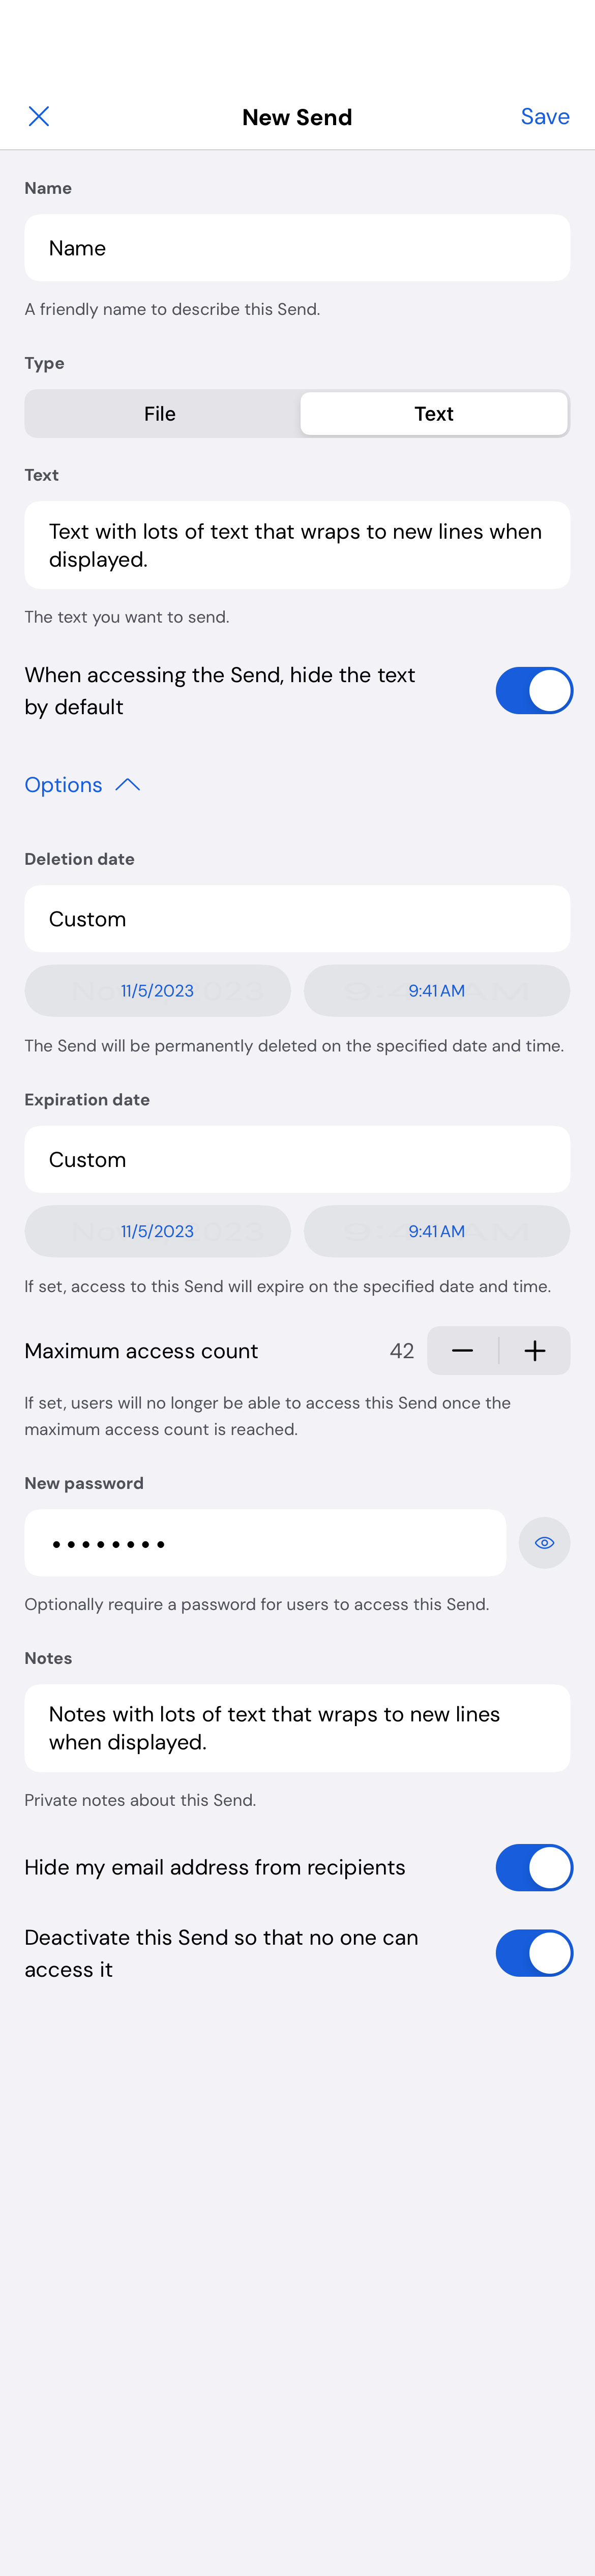 New Send
Save
Name
Name
A friendly name to describe this Send.
Type
File
Text
Text
Text with lots of text that wraps to new lines when
displayed.
The text you want to send.
When accessing the Send, hide the text
by default
Options
Deletion date
Custom
11/5/2023
9:41 AM
The Send will be permanently deleted on the specified date and time.
Expiration date
Custom
11/5/2023
9:41 AM
If set, access to this Send will expire on the specified date and time.
Maximum access count
42
If set, users will no longer be able to access this Send once the
maximum access count is reached.
New password
••••••••
Optionally require a password for users to access this Send.
Notes
Notes with lots of text that wraps to new lines
when displayed.
Private notes about this Send.
Hide my email address from recipients
Deactivate this Send so that no one can
access it